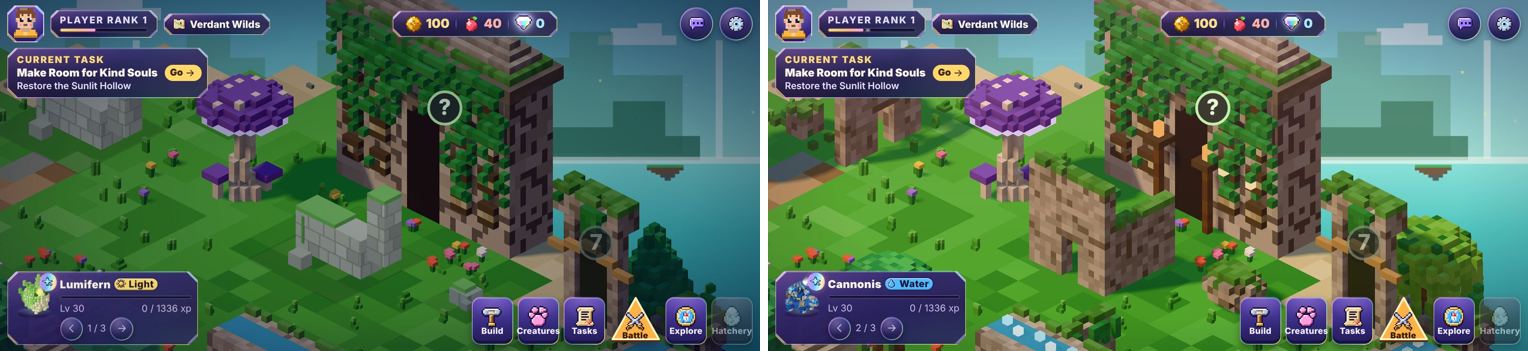 PLAYER RANK 1
Verdant Wilds
100
40
0
CURRENT TASK
Make Room for Kind Souls
Go →
Restore the Sunlit Hollow
?
7
Lumifern
Light
Lv 30
0 / 1336 xp
← 1 / 3 →
Build
Creatures
Tasks
Battle
Explore
Hatchery
PLAYER RANK 1
Verdant Wilds
100
40
0
CURRENT TASK
Make Room for Kind Souls
Go →
Restore the Sunlit Hollow
?
7
Cannonis
Water
Lv 30
0 / 1336 xp
← 2 / 3 →
Build
Creatures
Tasks
Battle
Explore
Hatchery